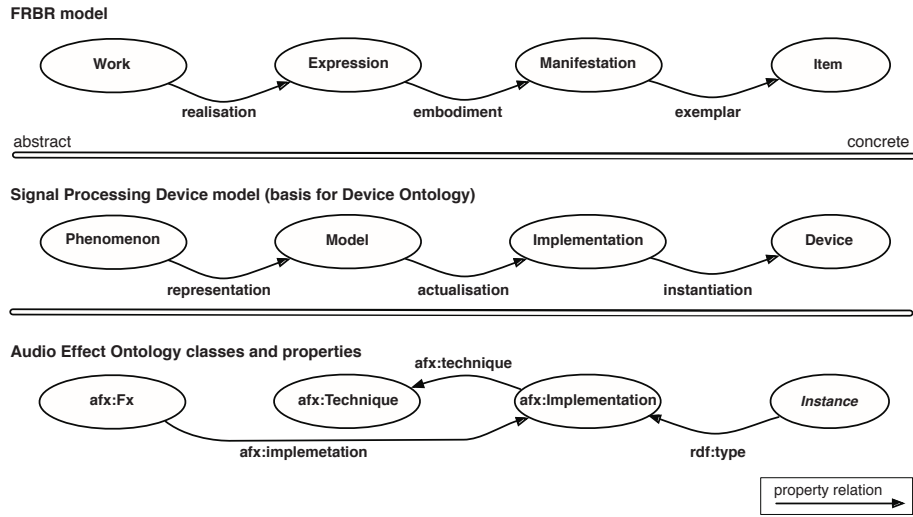 FRBR model
Work
Expression
Manifestation
Item
realisation
embodiment
exemplar
abstract
concrete
Signal Processing Device model (basis for Device Ontology)
Phenomenon
Model
Implementation
Device
representation
actualisation
instantiation
Audio Effect Ontology classes and properties
afx:technique
afx:Fx
afx:Technique
afx:Implementation
Instance
afx:implemetation
rdf:type
property relation